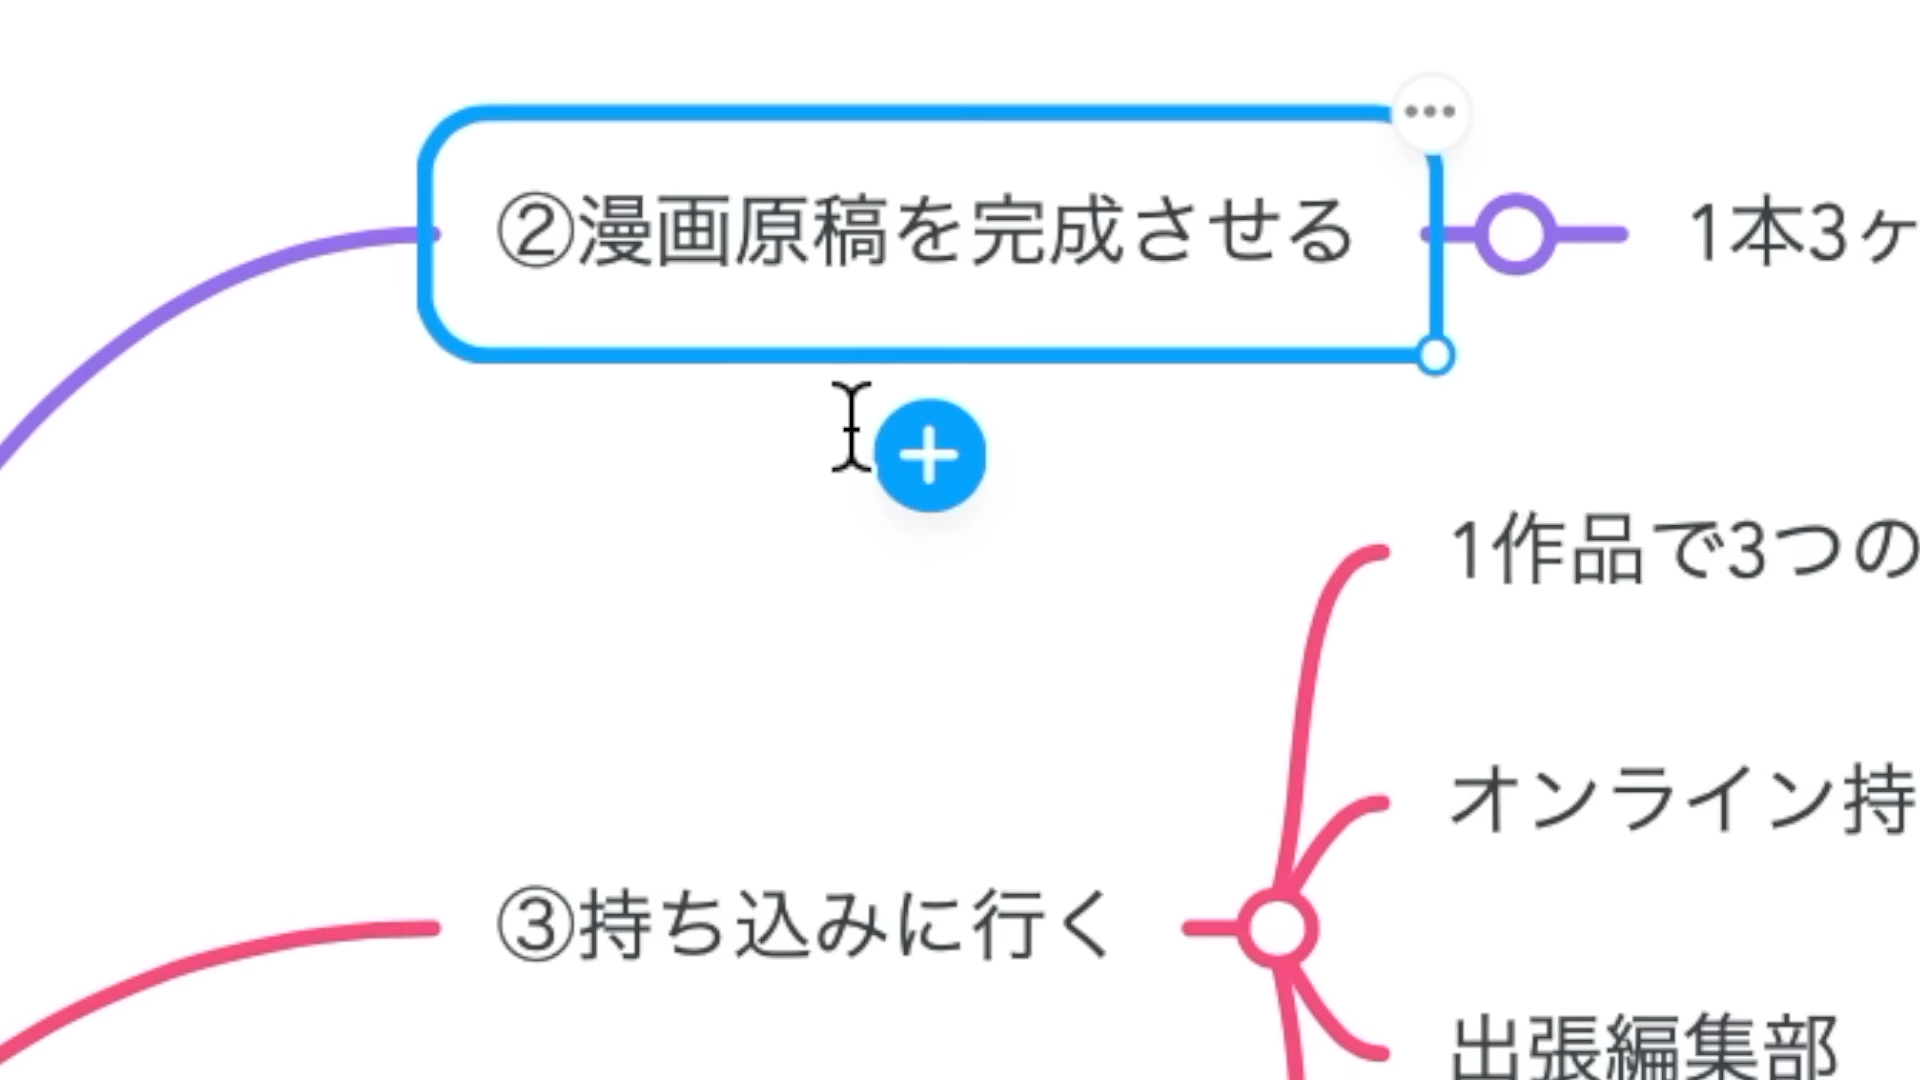 ②漫画原稿を完成させる
1本3ケ
1作品で3つの
オンライン持
③持ち込みに行く
出張編集部